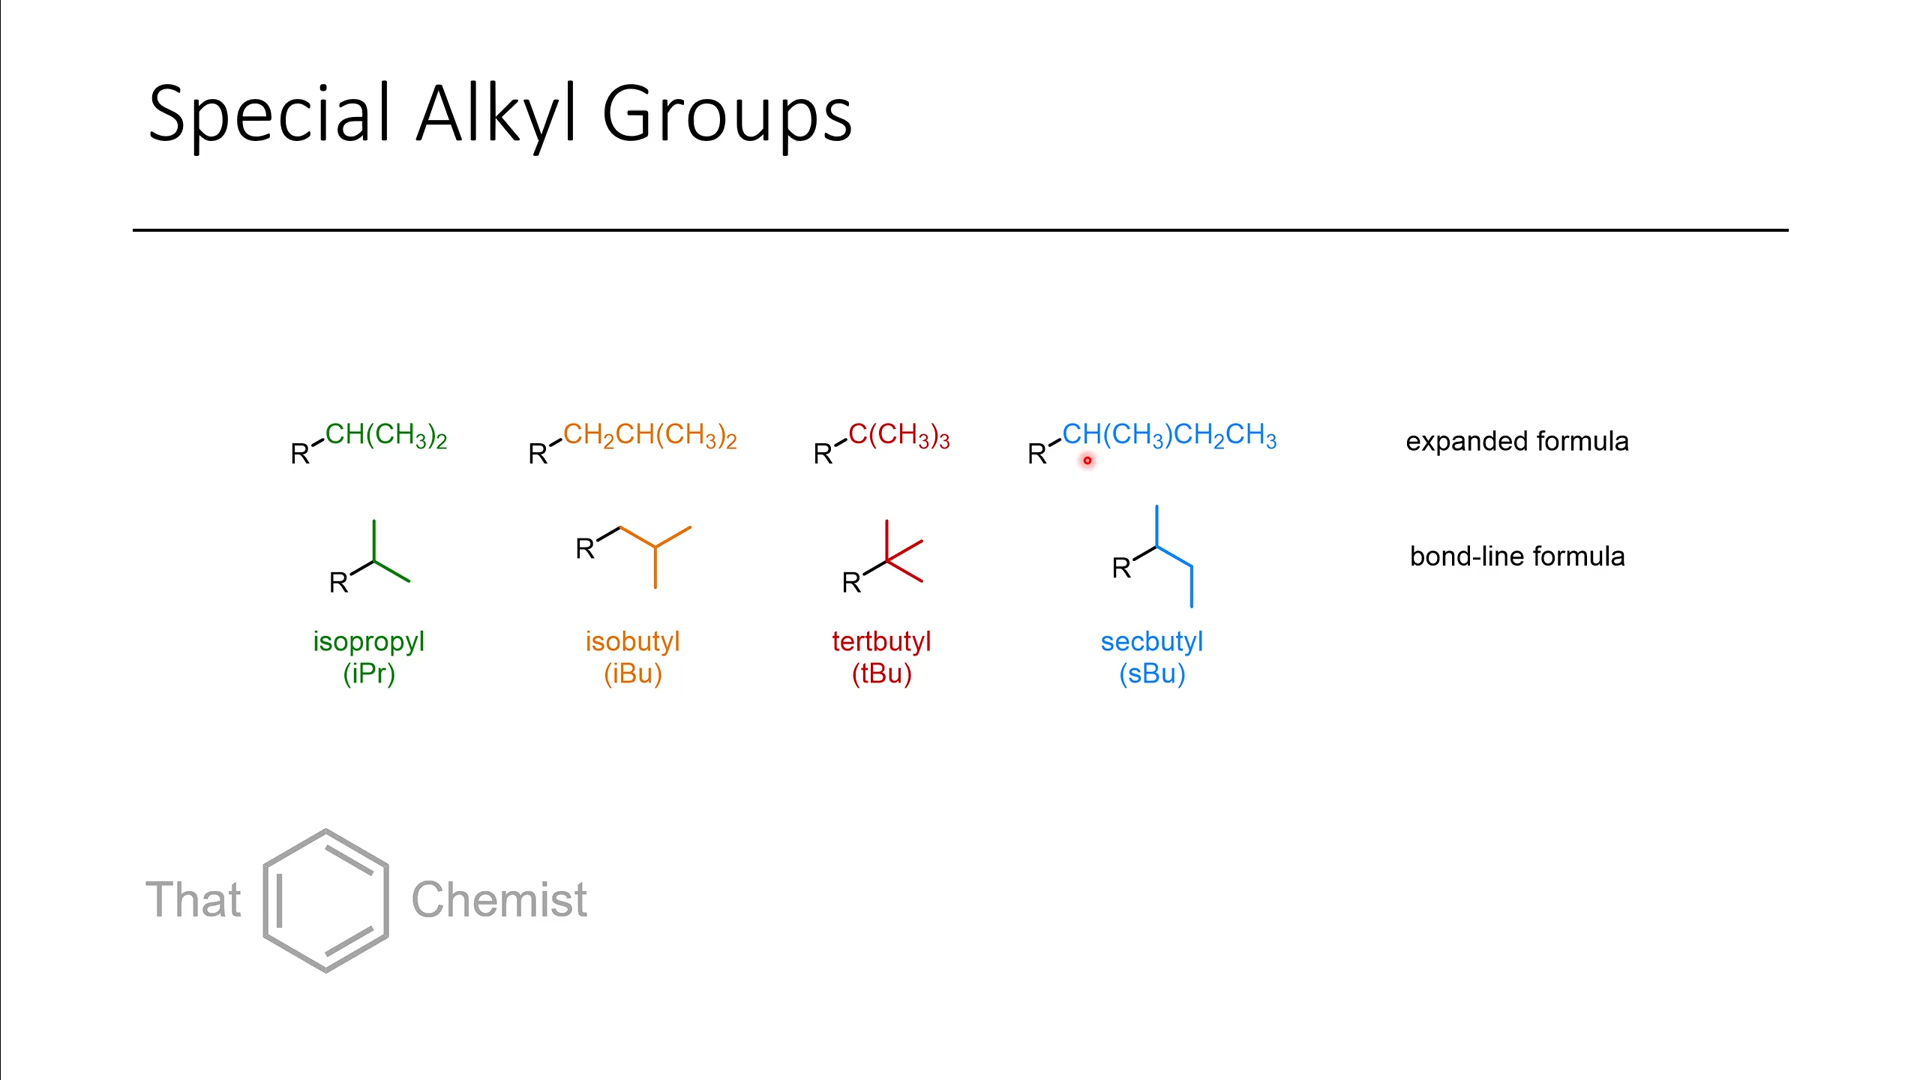 Special Alkyl Groups
R-CH(CH₃)₂ R-CH₂CH(CH₃)₂ R-C(CH₃)₃ R-CH(CH₃)CH₂CH₃ expanded formula
R R R R bond-line formula
isopropyl isobutyl tertbutyl secbutyl
(iPr) (iBu) (tBu) (sBu)
That Chemist